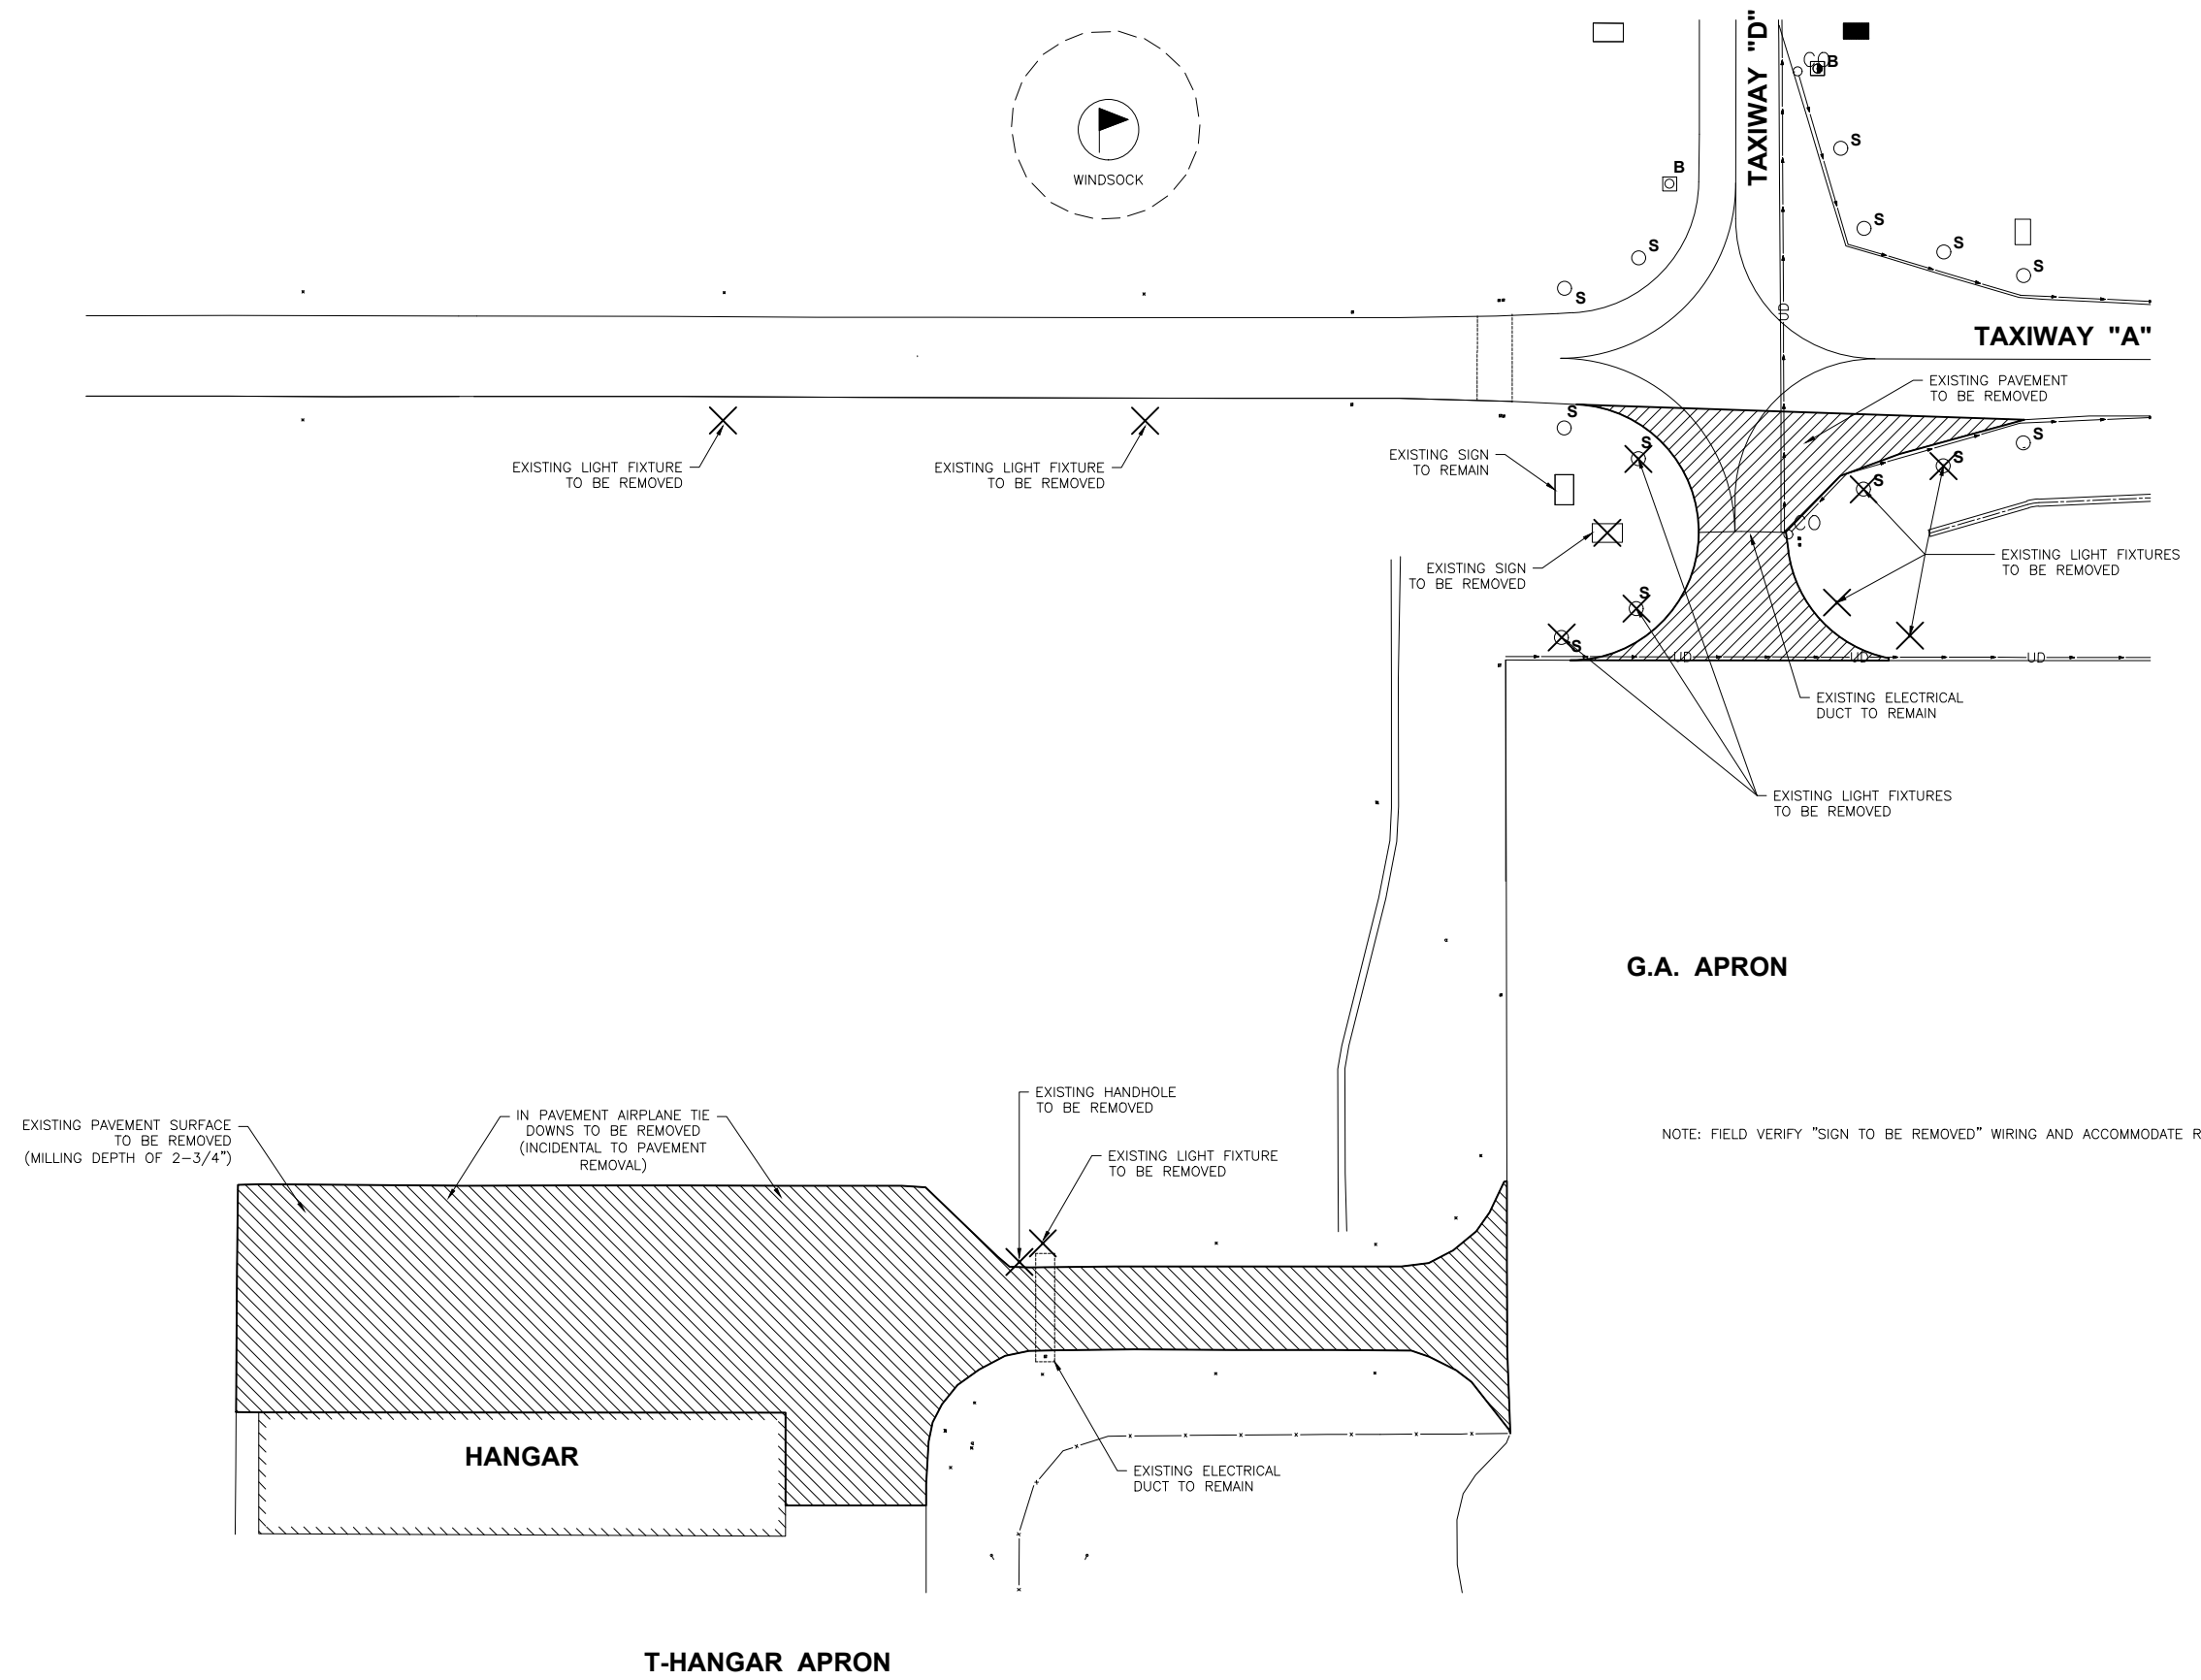 TAXIWAY "D"
CO
B
S
WINDSOCK
B
S
S
S
S
S
UD
TAXIWAY "A"
EXISTING PAVEMENT
TO BE REMOVED
S
S
S
S
S
EXISTING LIGHT FIXTURE
TO BE REMOVED
EXISTING LIGHT FIXTURE
TO BE REMOVED
EXISTING SIGN
TO REMAIN
CO
EXISTING SIGN
TO BE REMOVED
EXISTING LIGHT FIXTURES
TO BE REMOVED
S
S
UD
UD
UD
EXISTING ELECTRICAL
DUCT TO REMAIN
EXISTING LIGHT FIXTURES
TO BE REMOVED
G.A. APRON
EXISTING HANDHOLE
TO BE REMOVED
IN PAVEMENT AIRPLANE TIE
DOWNS TO BE REMOVED
(INCIDENTAL TO PAVEMENT
REMOVAL)
EXISTING PAVEMENT SURFACE
TO BE REMOVED
(MILLING DEPTH OF 2-3/4")
NOTE: FIELD VERIFY "SIGN TO BE REMOVED" WIRING AND ACCOMMODATE R
EXISTING LIGHT FIXTURE
TO BE REMOVED
HANGAR
EXISTING ELECTRICAL
DUCT TO REMAIN
T-HANGAR APRON